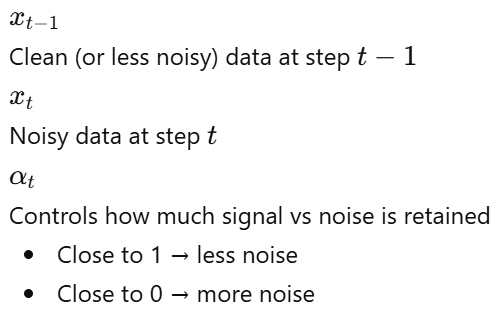 x_{t−1}
Clean (or less noisy) data at step t − 1
x_t
Noisy data at step t
α_t
Controls how much signal vs noise is retained
• Close to 1 → less noise
• Close to 0 → more noise